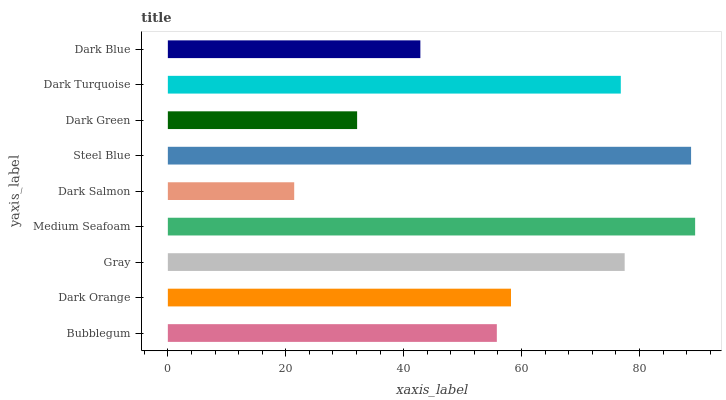 title
Dark Blue
Dark Turquoise
Dark Green
Steel Blue
Dark Salmon
Medium Seafoam
Gray
Dark Orange
Bubblegum
yaxis_label
0 20 40 60 80
xaxis_label